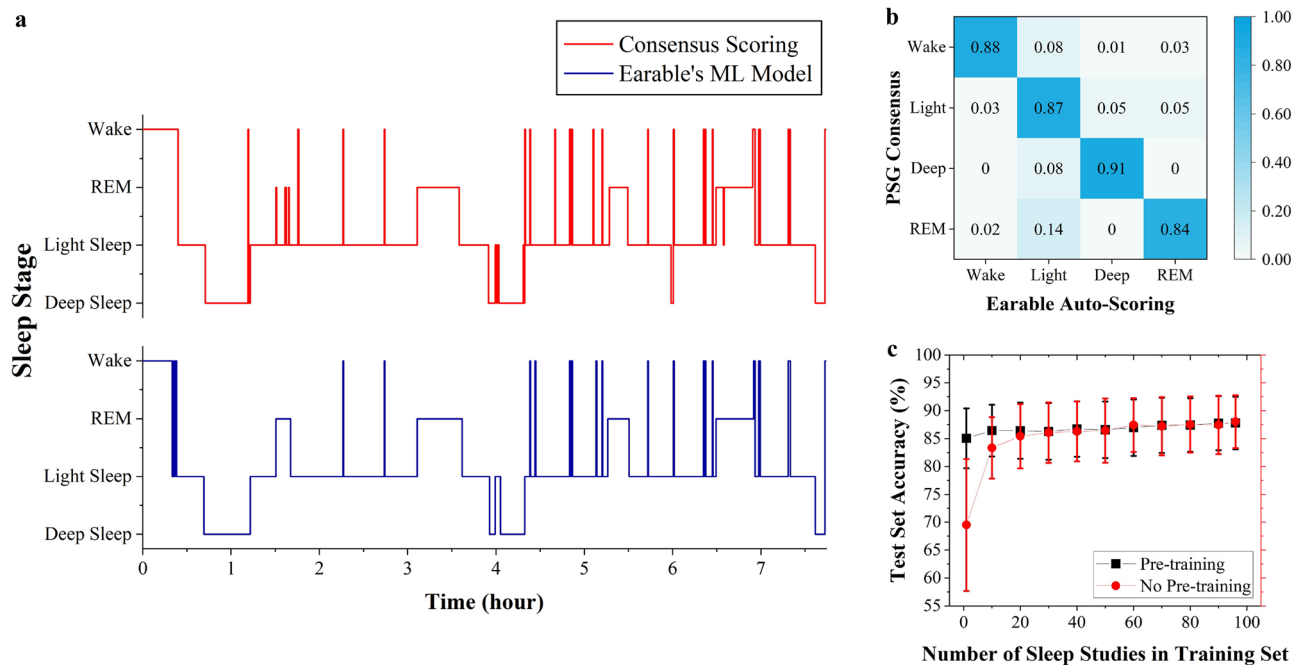 a
Consensus Scoring
Earable's ML Model
Sleep Stage
Wake
REM
Light Sleep
Deep Sleep
Wake
REM
Light Sleep
Deep Sleep
0 1 2 3 4 5 6 7
Time (hour)
b
PSG Consensus
Wake 0.88 0.08 0.01 0.03
Light 0.03 0.87 0.05 0.05
Deep 0 0.08 0.91 0
REM 0.02 0.14 0 0.84
Wake Light Deep REM
Earable Auto-Scoring
1.00
0.80
0.60
0.40
0.20
0.00
c
Test Set Accuracy (%)
100
95
90
85
80
75
70
65
60
55
Pre-training
No Pre-training
0 20 40 60 80 100
Number of Sleep Studies in Training Set